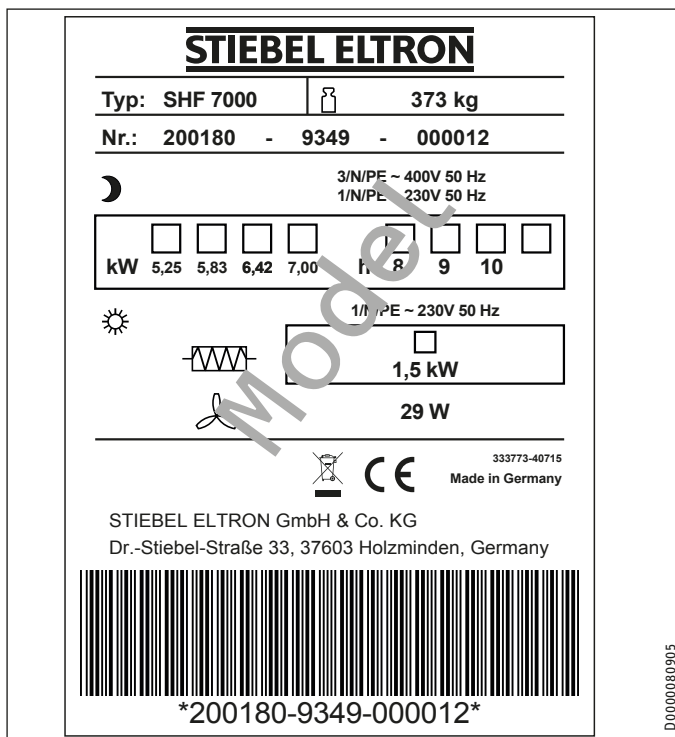 STIEBEL ELTRON
Typ: SHF 7000 373 kg
Nr.: 200180 - 9349 - 000012
3/N/PE ~ 400V 50 Hz
1/N/PE ~ 230V 50 Hz
kW 5,25 5,83 6,42 7,00 h 8 9 10
1/N/PE ~ 230V 50 Hz
1,5 kW
29 W
Model
333773-40715
CE Made in Germany
STIEBEL ELTRON GmbH & Co. KG
Dr.-Stiebel-Straße 33, 37603 Holzminden, Germany
*200180-9349-000012*
D0000080905